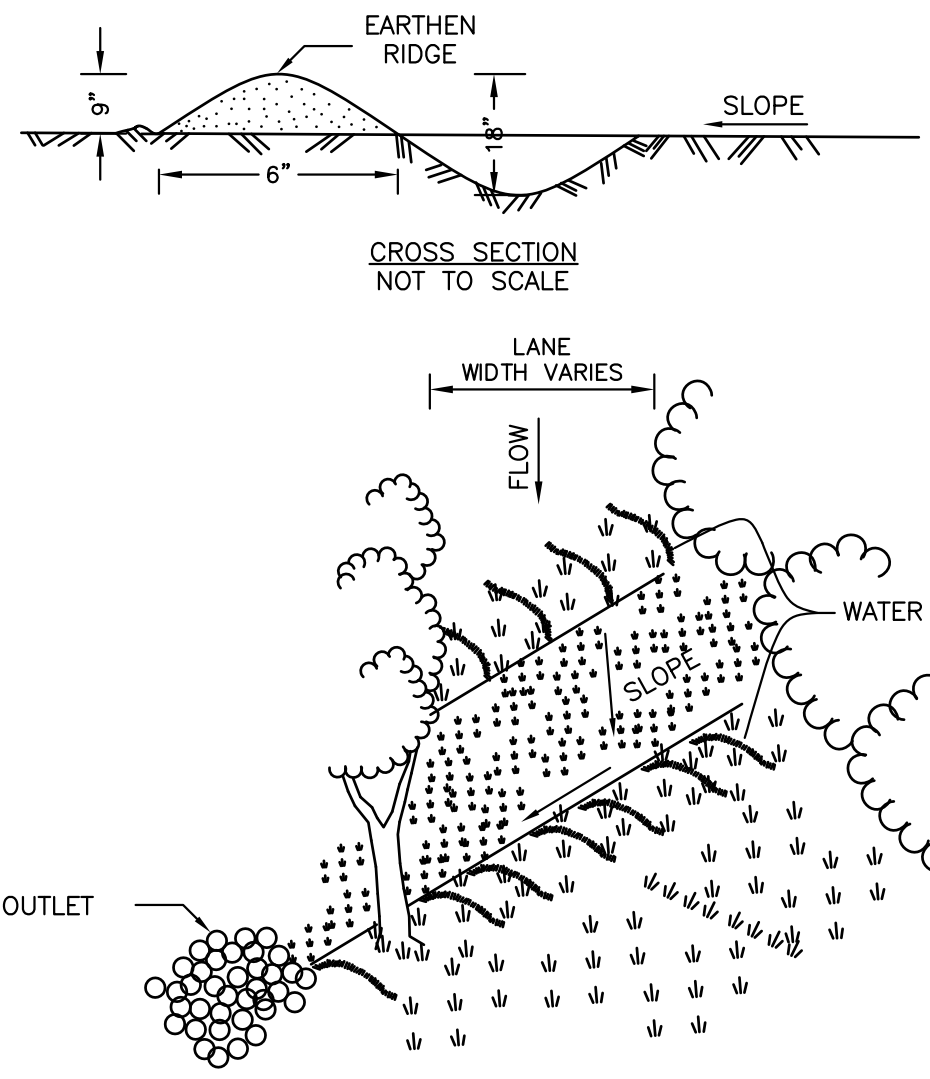 EARTHEN
RIDGE
9"
18"
SLOPE
6"
CROSS SECTION
NOT TO SCALE
LANE
WIDTH VARIES
FLOW
WATER
SLOPE
OUTLET